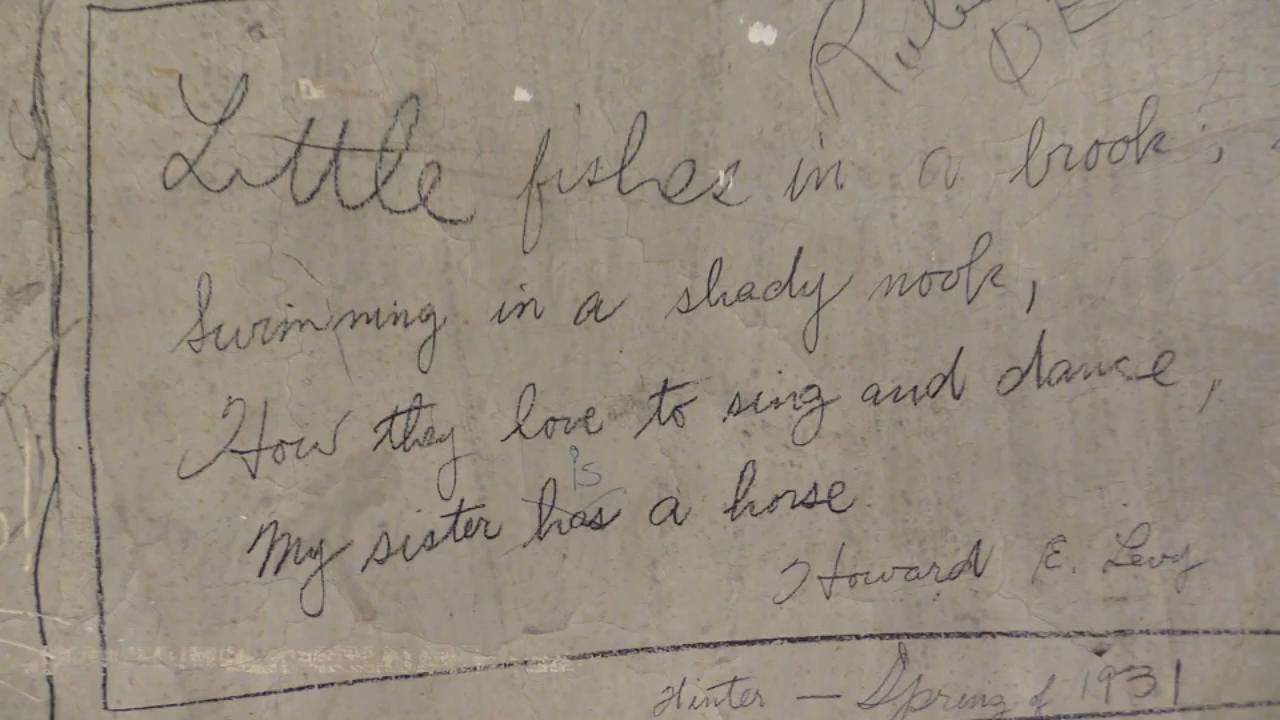 Little fishes in a brook;
Swimming in a shady nook,
How they love to sing and dance,
is
My sister has a horse
Howard E. Levy
Winter — Spring of 1931